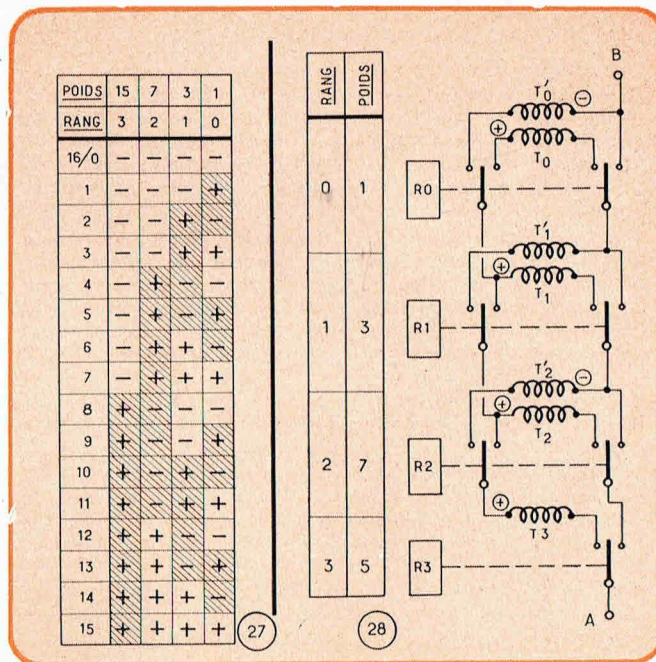 POIDS 15 7 3 1
RANG 3 2 1 0
16/0 − − − −
1 − − − +
2 − − + −
3 − − + +
4 − + − −
5 − + − +
6 − + + −
7 − + + +
8 + − − −
9 + − − +
10 + − + −
11 + − + +
12 + + − −
13 + + − +
14 + + + −
15 + + + +
27
RANG POIDS
0 1
1 3
2 7
3 5
28
B
T'0 −
+
T0
R0
T'1
+
T1
R1
T'2 −
+
T2
R2
+
T3
R3
A